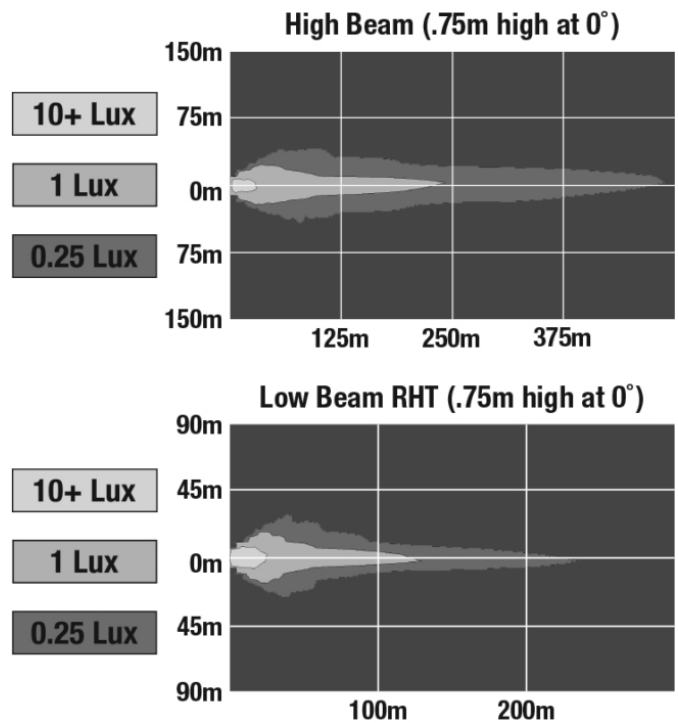 High Beam (.75m high at 0°)
150m
10+ Lux
75m
1 Lux
0m
0.25 Lux
75m
150m
125m 250m 375m
Low Beam RHT (.75m high at 0°)
90m
10+ Lux
45m
1 Lux
0m
0.25 Lux
45m
90m
100m 200m